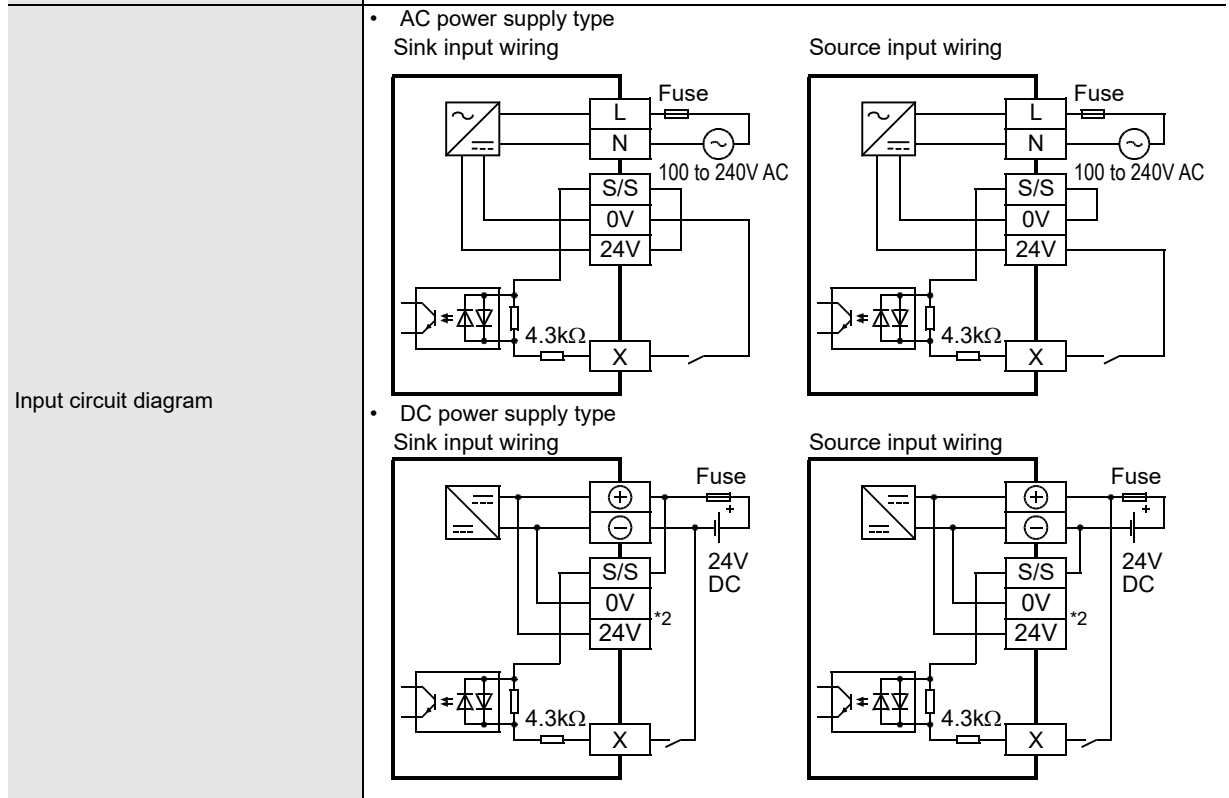 Input circuit diagram
• AC power supply type
Sink input wiring
Fuse
L
N
100 to 240V AC
S/S
0V
24V
4.3kΩ
X
Source input wiring
Fuse
L
N
100 to 240V AC
S/S
0V
24V
4.3kΩ
X
• DC power supply type
Sink input wiring
Fuse
+
24V
DC
S/S
0V
24V
*2
4.3kΩ
X
Source input wiring
Fuse
+
24V
DC
S/S
0V
24V
*2
4.3kΩ
X